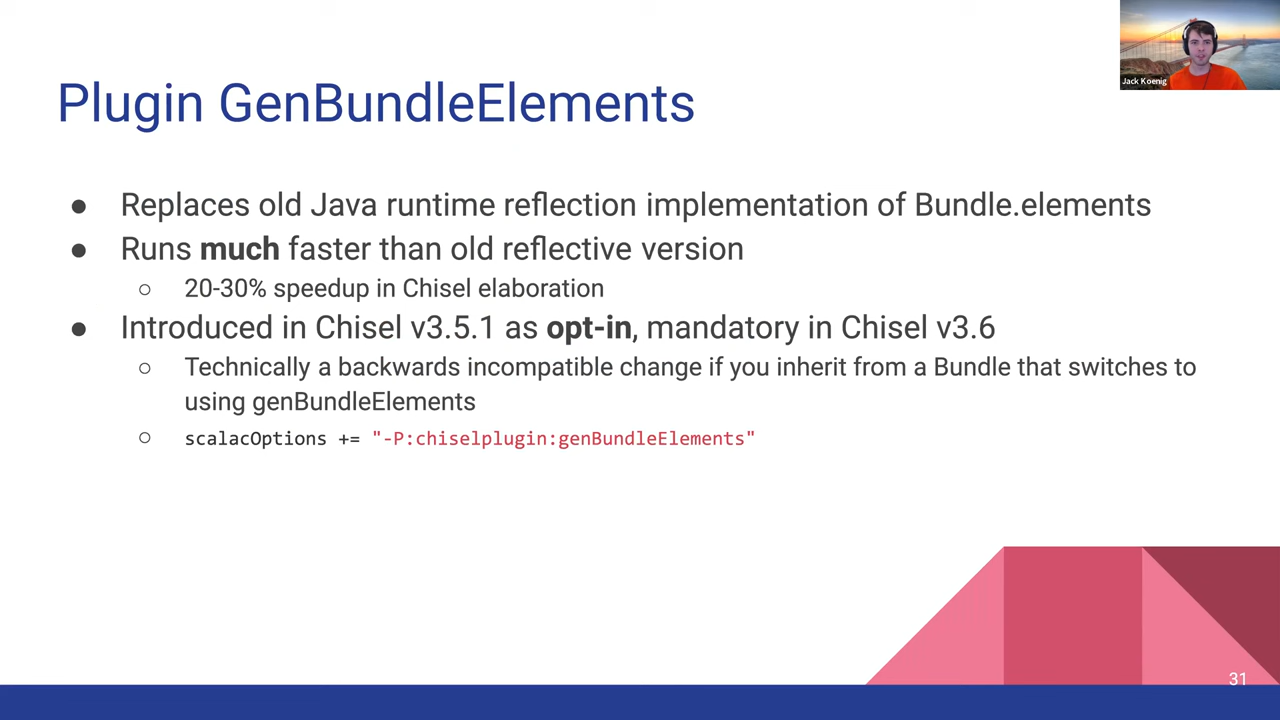 Jack Koenig
Plugin GenBundleElements
● Replaces old Java runtime reflection implementation of Bundle.elements
● Runs much faster than old reflective version
○ 20-30% speedup in Chisel elaboration
● Introduced in Chisel v3.5.1 as opt-in, mandatory in Chisel v3.6
○ Technically a backwards incompatible change if you inherit from a Bundle that switches to
using genBundleElements
○ scalacOptions += "-P:chiselplugin:genBundleElements"
31